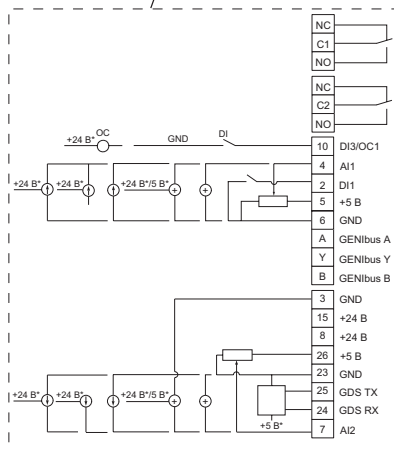 NC
C1
NO
NC
C2
NO
+24 В* OC GND DI 10 DI3/OC1
4 AI1
+24 В* +24 В* +24 В*/5 В* 2 DI1
5 +5 В
6 GND
A GENIbus A
Y GENIbus Y
B GENIbus B
3 GND
15 +24 В
8 +24 В
26 +5 В
23 GND
+24 В* +24 В* +24 В*/5 В* 25 GDS TX
24 GDS RX
+5 В* 7 AI2